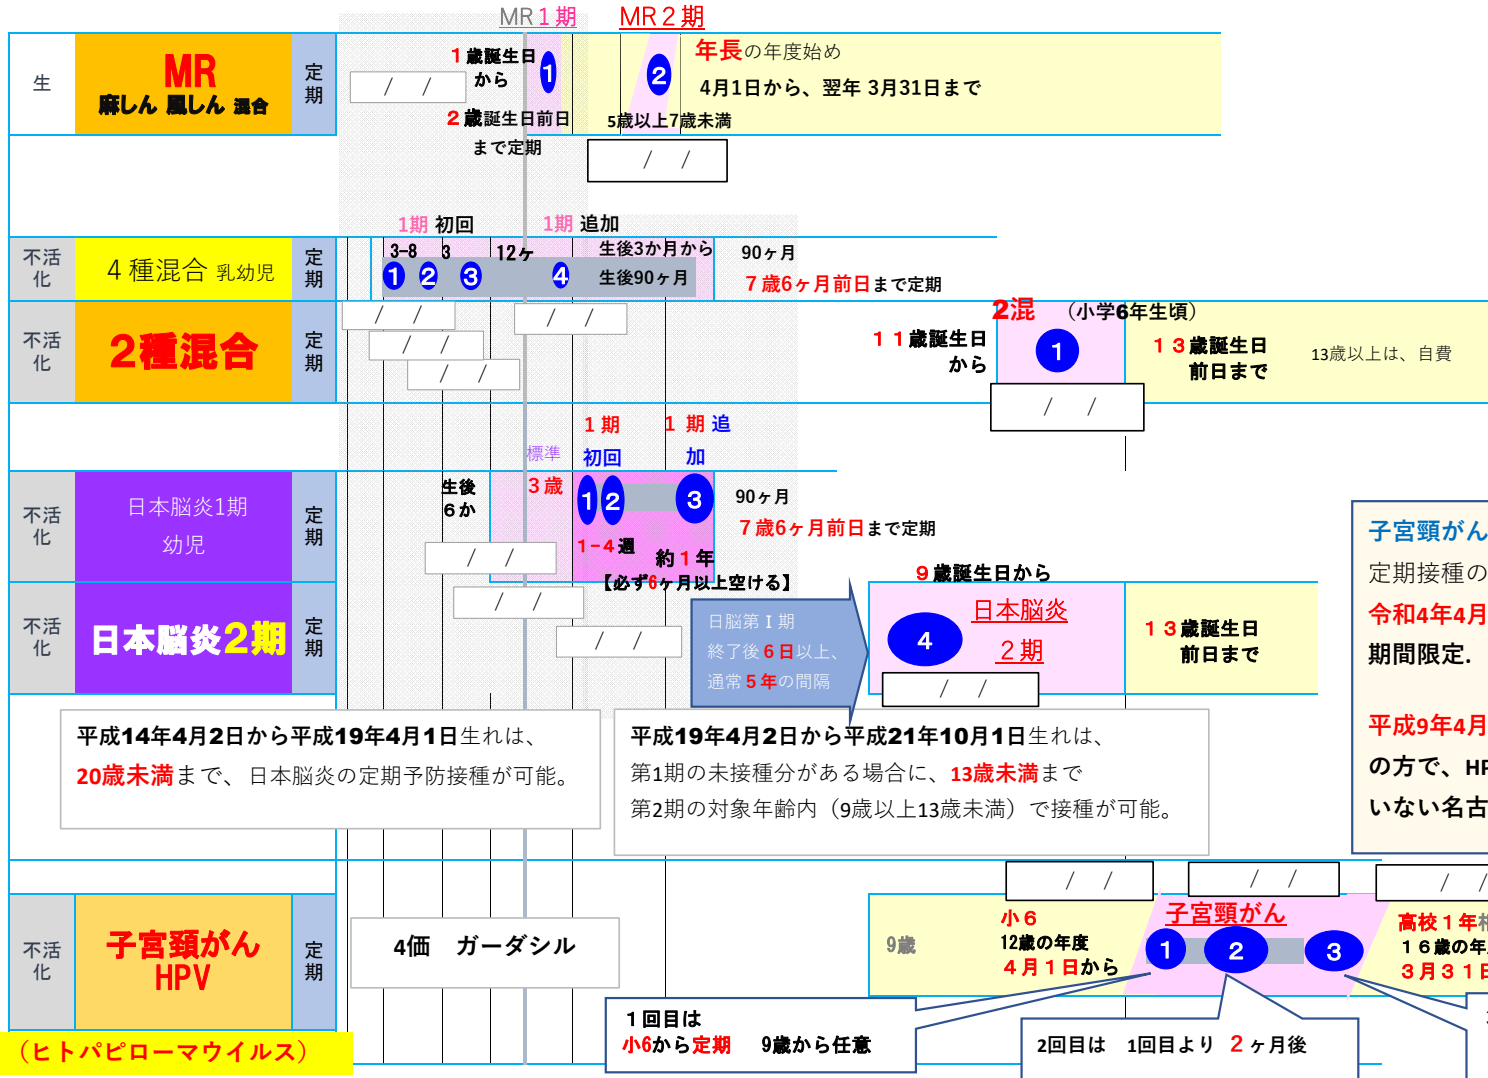 MR１期 MR２期
生 MR 麻しん 風しん 混合 定期
1歳誕生日から
2歳誕生日前日まで定期
/ /
❶ ❷
年長の年度始め
4月1日から、翌年 3月31日まで
5歳以上7歳未満
/ /
1期 初回 1期 追加
不活化 ４種混合 乳幼児 定期
3-8 3 12ヶ
❶ ❷ ❸ ❹
生後3か月から
生後90ヶ月
90ヶ月
７歳6ヶ月前日まで定期
不活化 2種混合 定期
/ / / /
/ /
/ /
2混 （小学6年生頃）
１１歳誕生日から
❶
１３歳誕生日前日まで
13歳以上は、自費
/ /
１期 初回 １期 追加
標準
３歳
不活化 日本脳炎1期 幼児 定期
生後６か
❶ ❷ ❸
90ヶ月
７歳6ヶ月前日まで定期
1-4週
約１年
【必ず6ヶ月以上空ける】
/ /
/ /
/ /
不活化 日本脳炎2期 定期
日脳第Ⅰ期
終了後６日以上、
通常５年の間隔
９歳誕生日から
❹ 日本脳炎２期
１３歳誕生日前日まで
/ /
子宮頸がん
定期接種の
令和4年4月
期間限定.
平成9年4月
の方で、HP
いない名古
平成14年4月2日から平成19年4月1日生れは、
20歳未満まで、日本脳炎の定期予防接種が可能。
平成19年4月2日から平成21年10月1日生れは、
第1期の未接種分がある場合に、13歳未満まで
第2期の対象年齢内（9歳以上13歳未満）で接種が可能。
/ / / / / /
不活化 子宮頸がん HPV 定期
4価 ガーダシル
9歳
小６
12歳の年度
４月１日から
子宮頸がん
❶ ❷ ❸
高校１年
１６歳の年
３月３１日
（ヒトパピローマウイルス）
１回目は
小6から定期 9歳から任意
2回目は 1回目より ２ヶ月後